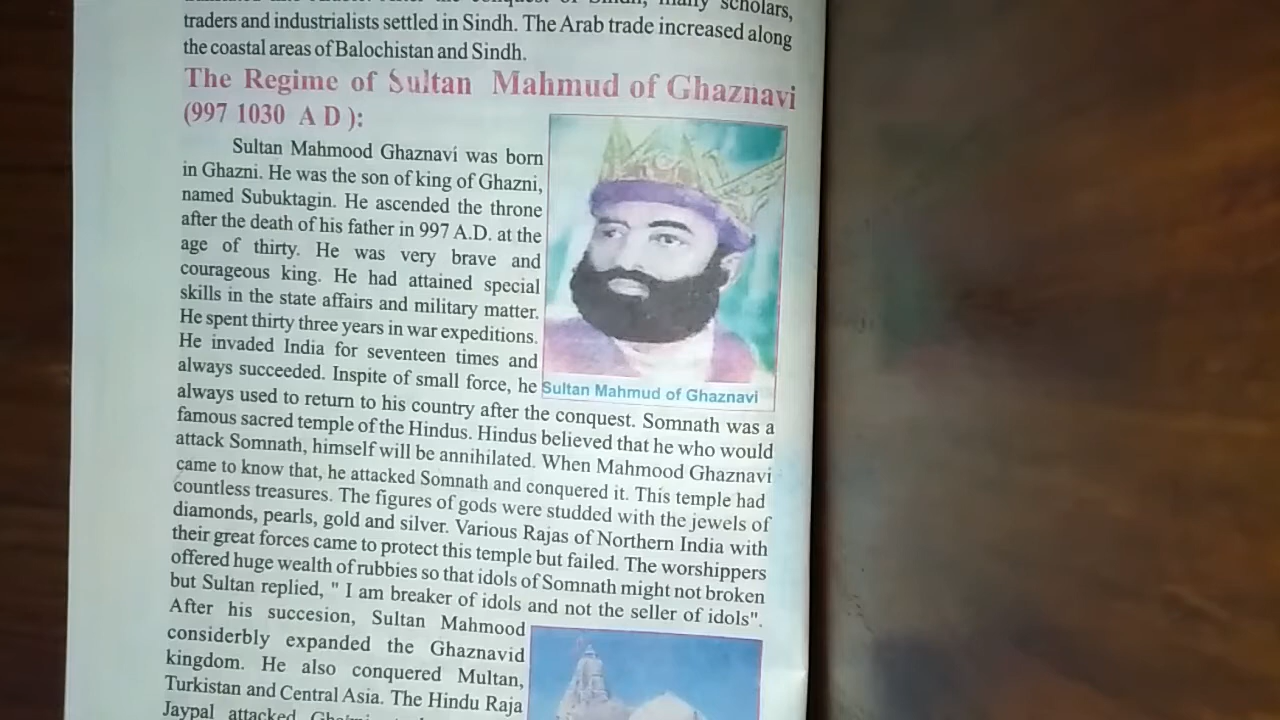 scholars,
traders and industrialists settled in Sindh. The Arab trade increased along
the coastal areas of Balochistan and Sindh.
The Regime of Sultan Mahmud of Ghaznavi
(997 1030 A D ):
Sultan Mahmood Ghaznavi was born
in Ghazni. He was the son of king of Ghazni,
named Subuktagin. He ascended the throne
after the death of his father in 997 A.D. at the
age of thirty. He was very brave and
courageous king. He had attained special
skills in the state affairs and military matter.
He spent thirty three years in war expeditions.
He invaded India for seventeen times and
always succeeded. Inspite of small force, he
Sultan Mahmud of Ghaznavi
always used to return to his country after the conquest. Somnath was a
famous sacred temple of the Hindus. Hindus believed that he who would
attack Somnath, himself will be annihilated. When Mahmood Ghaznavi
came to know that, he attacked Somnath and conquered it. This temple had
countless treasures. The figures of gods were studded with the jewels of
diamonds, pearls, gold and silver. Various Rajas of Northern India with
their great forces came to protect this temple but failed. The worshippers
offered huge wealth of rubbies so that idols of Somnath might not broken
but Sultan replied, " I am breaker of idols and not the seller of idols".
After his succesion, Sultan Mahmood
considerbly expanded the Ghaznavid
kingdom. He also conquered Multan,
Turkistan and Central Asia. The Hindu Raja
Jaypal attacked